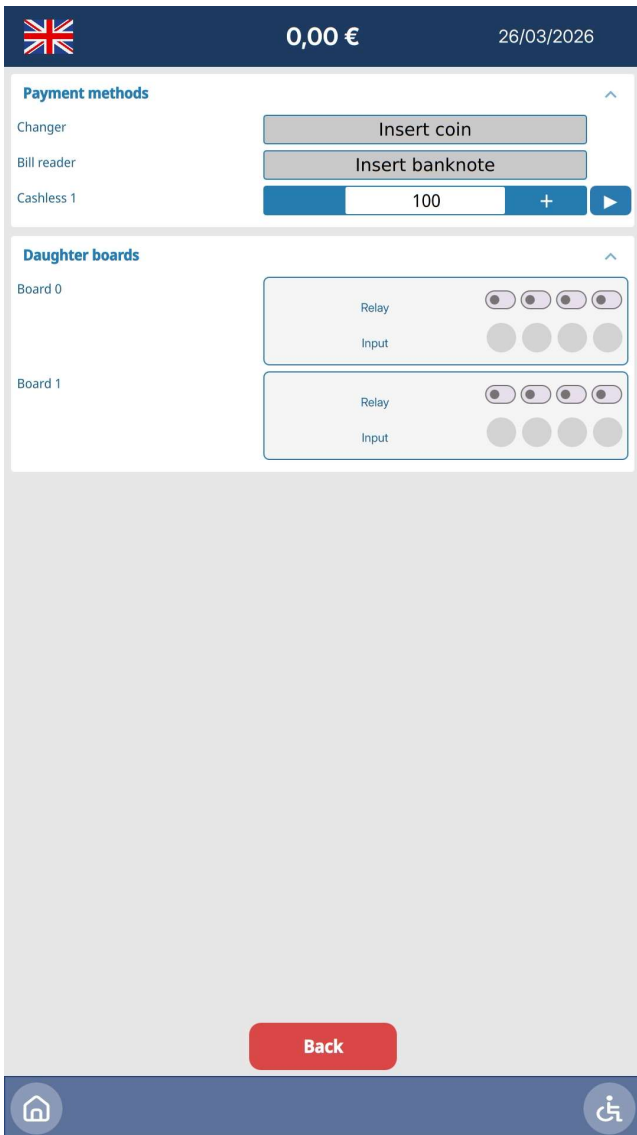 0,00 €
26/03/2026
Payment methods
Changer
Insert coin
Bill reader
Insert banknote
Cashless 1
100
+
Daughter boards
Board 0
Relay
Input
Board 1
Relay
Input
Back